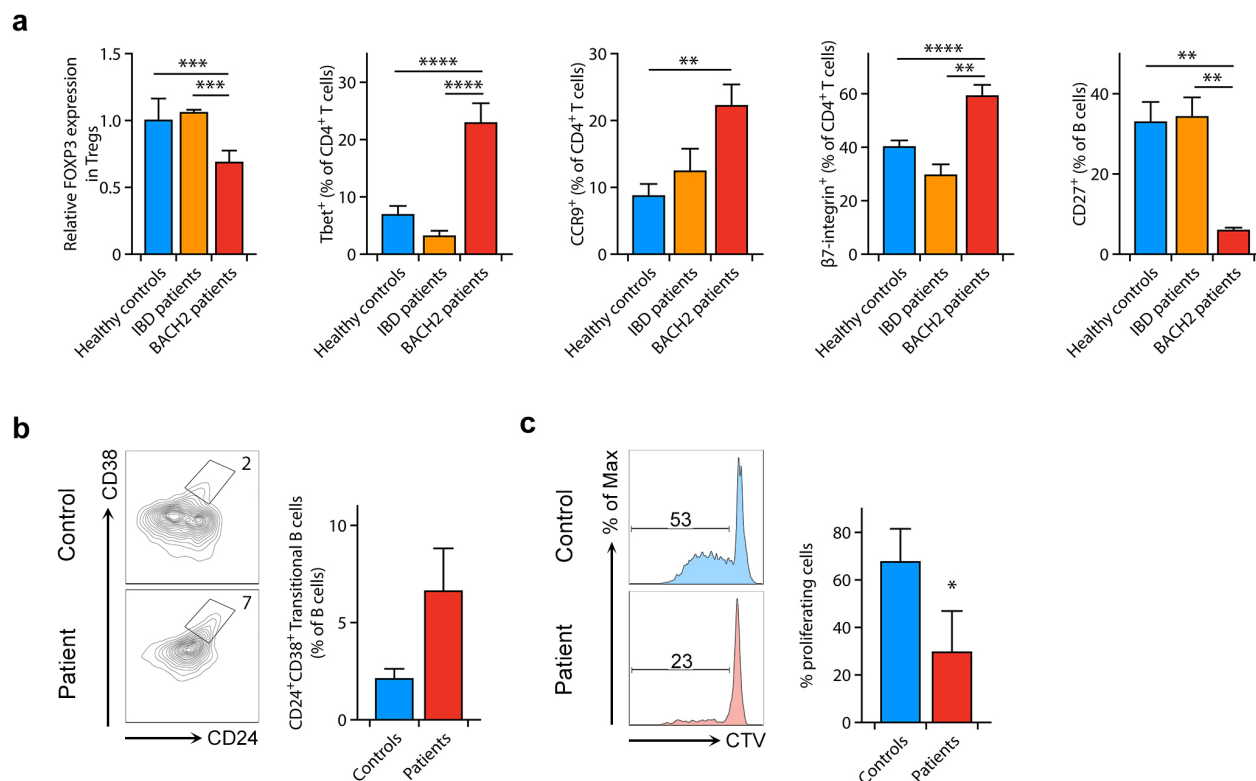 a
Relative FOXP3 expression
in Tregs
1.5
1.0
0.5
0
***
***
Healthy controls
IBD patients
BACH2 patients
Tbet⁺ (% of CD4⁺ T cells)
30
20
10
0
****
****
Healthy controls
IBD patients
BACH2 patients
CCR9⁺ (% of CD4⁺ T cells)
30
20
10
0
**
Healthy controls
IBD patients
BACH2 patients
β7-integrin⁺ (% of CD4⁺ T cells)
60
40
20
0
****
**
Healthy controls
IBD patients
BACH2 patients
CD27⁺ (% of B cells)
40
20
0
**
**
Healthy controls
IBD patients
BACH2 patients
b
Control
Patient
CD38
2
7
CD24
CD24⁺CD38⁺ Transitional B cells
(% of B cells)
10
5
0
Controls
Patients
c
Control
Patient
% of Max
53
23
CTV
% proliferating cells
80
60
40
20
0
*
Controls
Patients